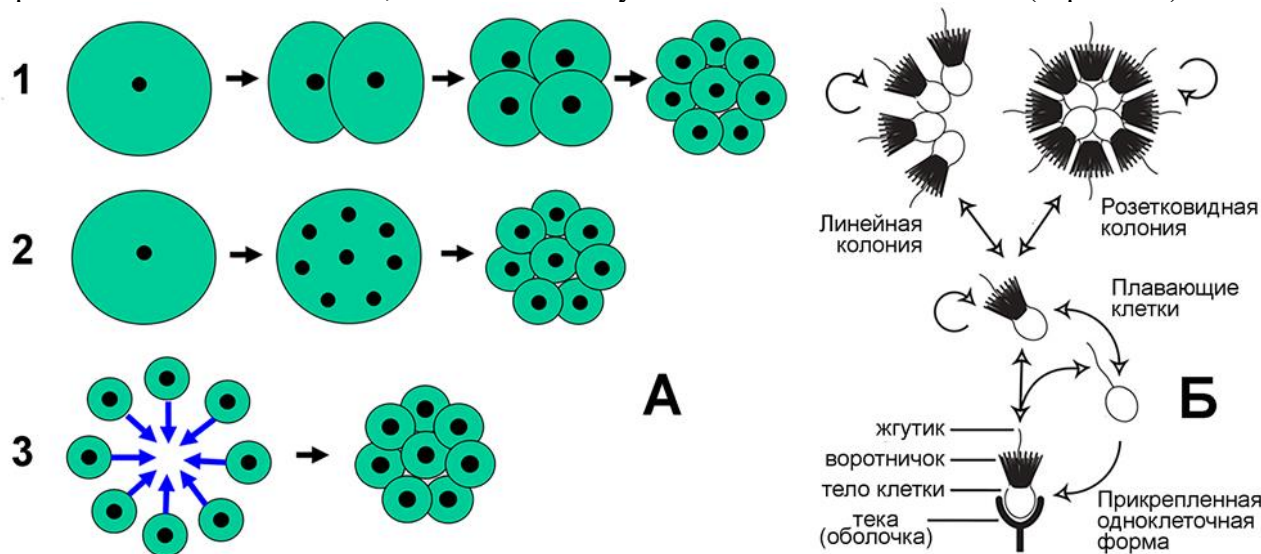 1
2
3
А
Линейная
колония
Розетковидная
колония
Плавающие
клетки
Б
жгутик
воротничок
тело клетки
тека
(оболочка)
Прикрепленная
одноклеточная
форма